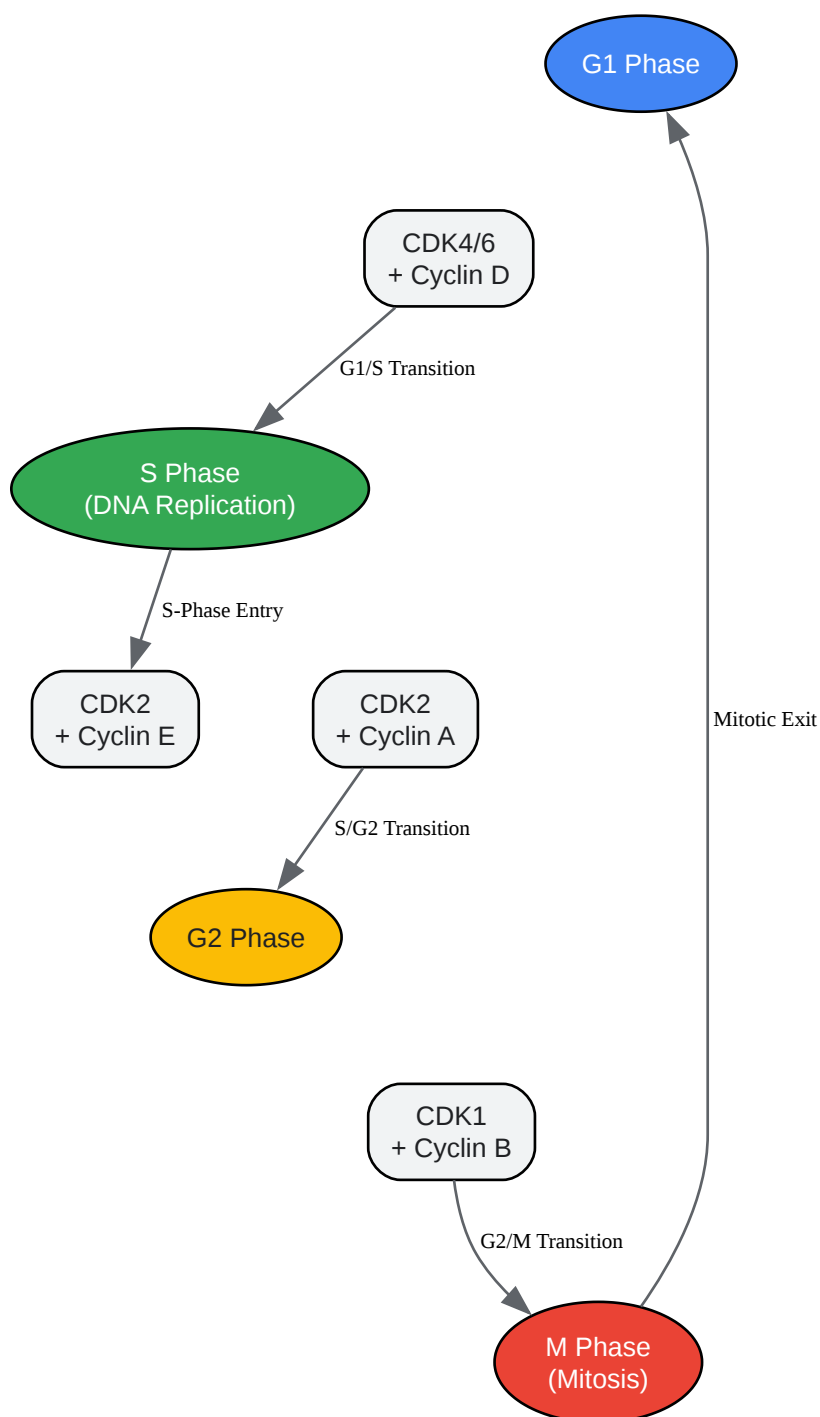 G1 Phase
CDK4/6
+ Cyclin D
G1/S Transition
S Phase
(DNA Replication)
S-Phase Entry
CDK2
+ Cyclin E
CDK2
+ Cyclin A
Mitotic Exit
S/G2 Transition
G2 Phase
CDK1
+ Cyclin B
G2/M Transition
M Phase
(Mitosis)